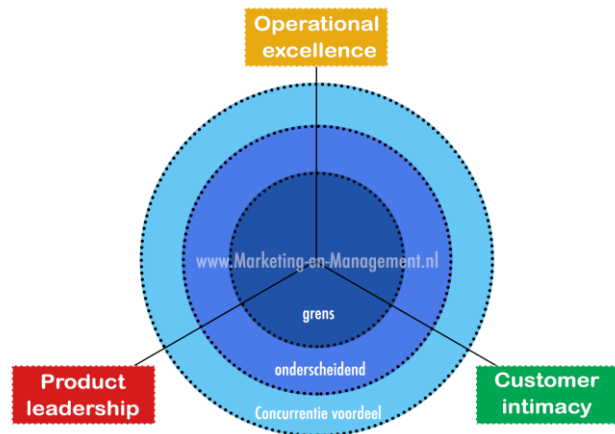 Operational
excellence
www.Marketing-en-Management.nl
grens
onderscheidend
Concurrentie voordeel
Product
leadership
Customer
intimacy